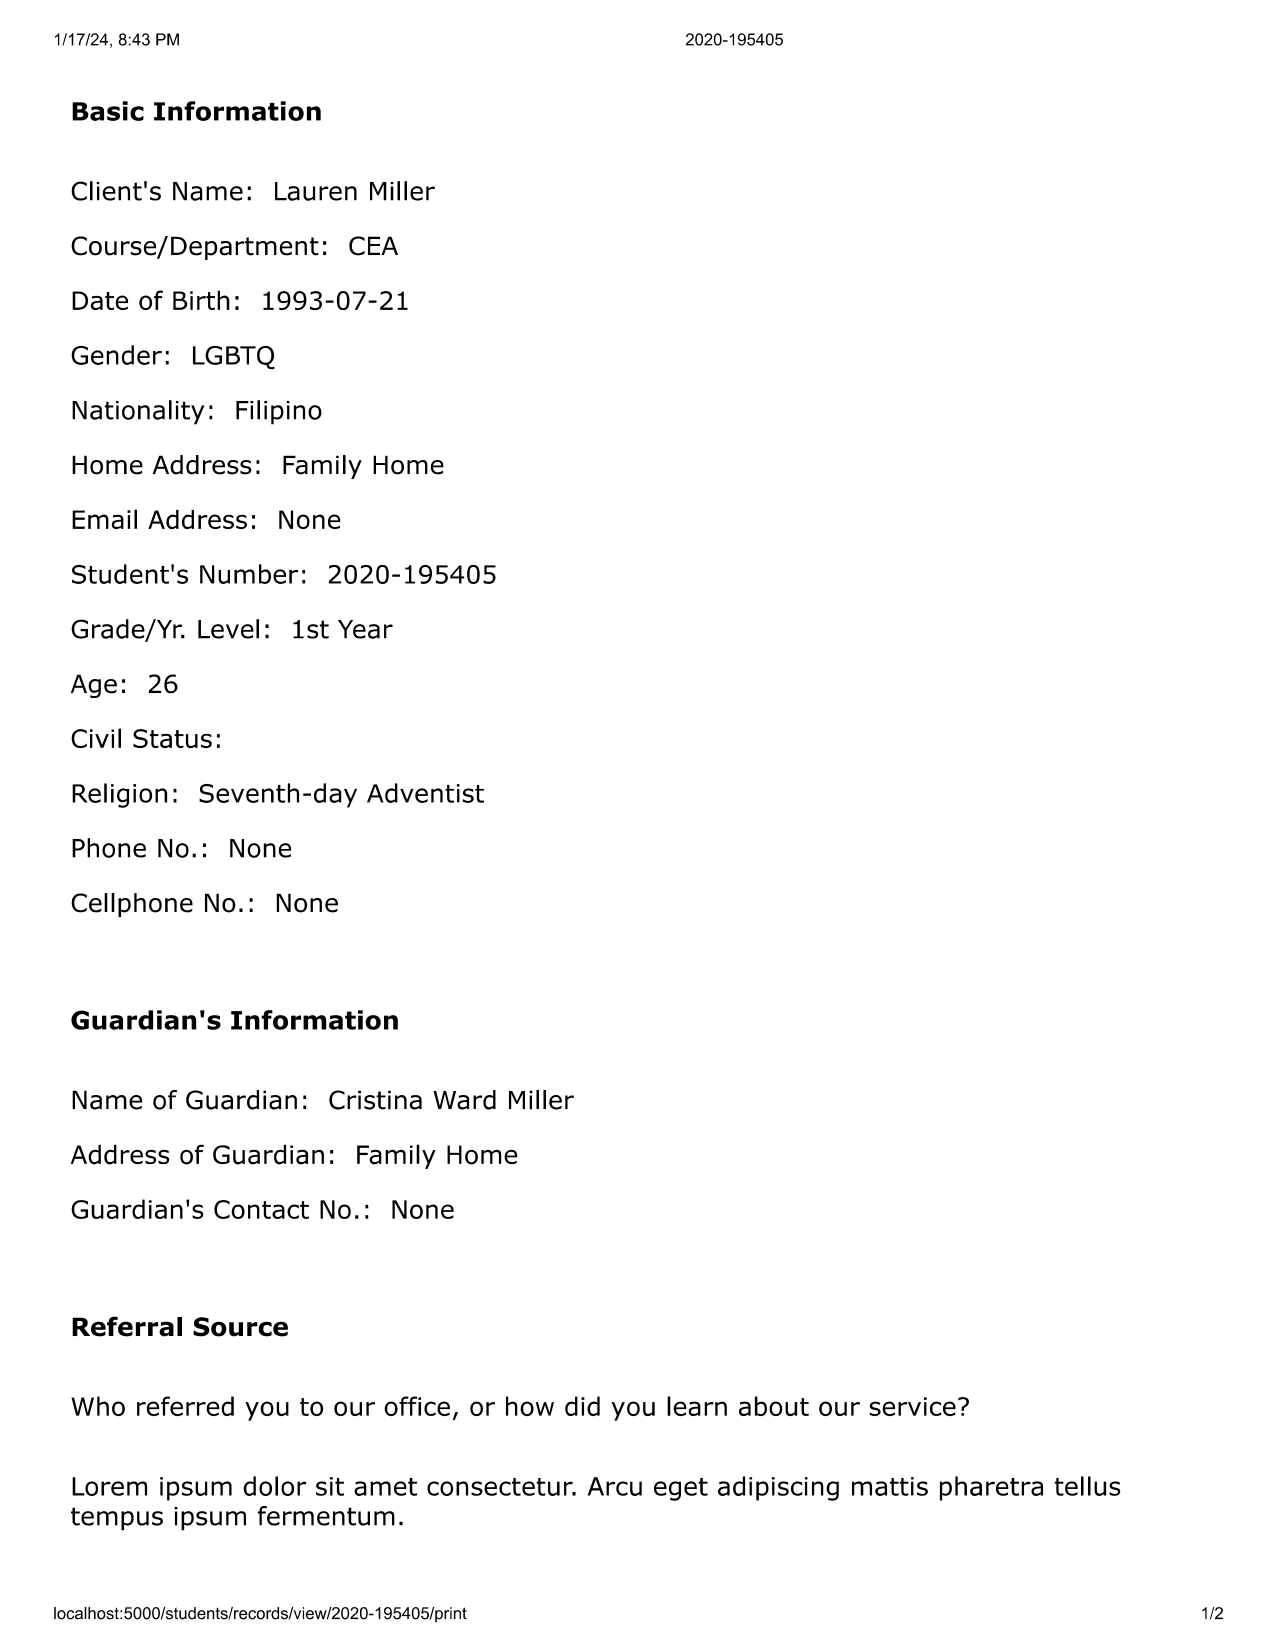 1/17/24, 8:43 PM
2020-195405
Basic Information
Client's Name: Lauren Miller
Course/Department: CEA
Date of Birth: 1993-07-21
Gender: LGBTQ
Nationality: Filipino
Home Address: Family Home
Email Address: None
Student's Number: 2020-195405
Grade/Yr. Level: 1st Year
Age: 26
Civil Status:
Religion: Seventh-day Adventist
Phone No.: None
Cellphone No.: None
Guardian's Information
Name of Guardian: Cristina Ward Miller
Address of Guardian: Family Home
Guardian's Contact No.: None
Referral Source
Who referred you to our office, or how did you learn about our service?
Lorem ipsum dolor sit amet consectetur. Arcu eget adipiscing mattis pharetra tellus
tempus ipsum fermentum.
localhost:5000/students/records/view/2020-195405/print
1/2